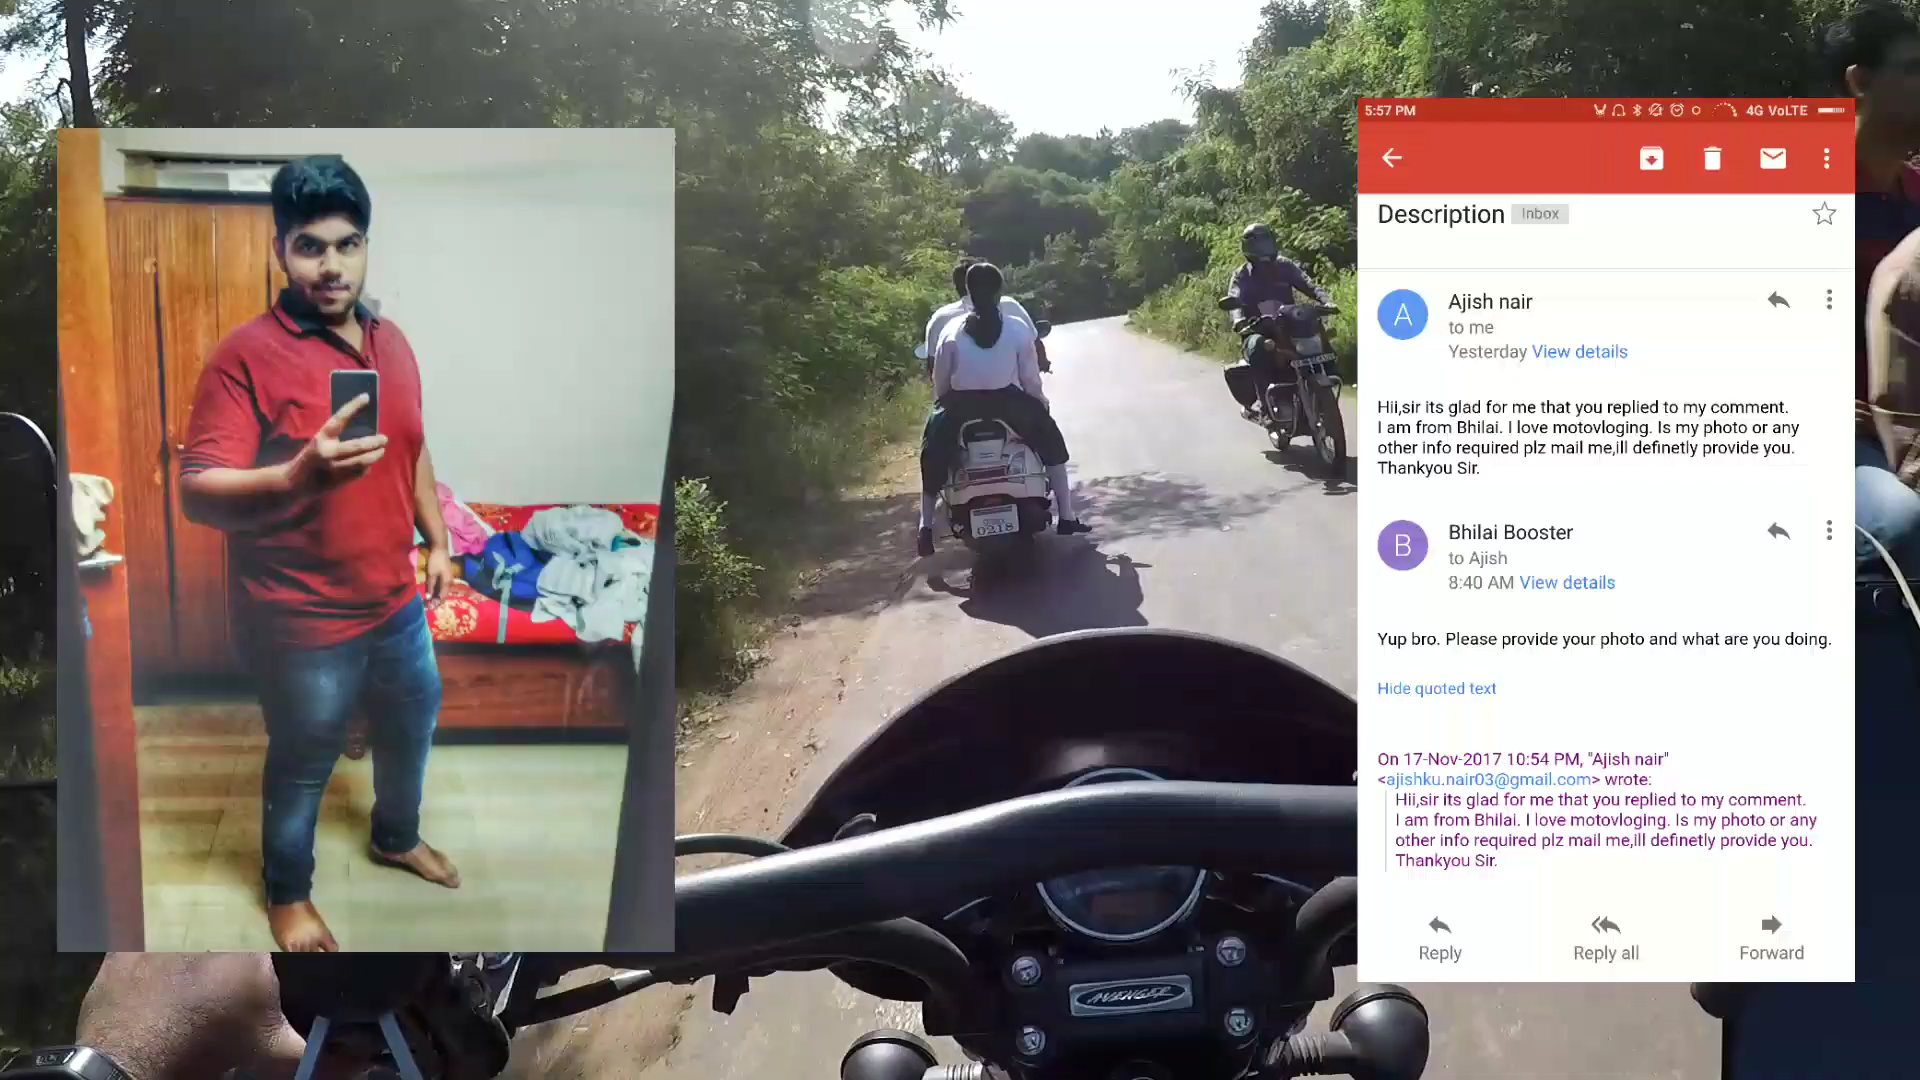 5:57 PM
4G VoLTE
Description Inbox
A
Ajish nair
to me
Yesterday View details
Hii,sir its glad for me that you replied to my comment.
I am from Bhilai. I love motovloging. Is my photo or any
other info required plz mail me,ill definetly provide you.
Thankyou Sir.
B
Bhilai Booster
to Ajish
8:40 AM View details
Yup bro. Please provide your photo and what are you doing.
Hide quoted text
On 17-Nov-2017 10:54 PM, "Ajish nair"
<ajishku.nair03@gmail.com> wrote:
Hii,sir its glad for me that you replied to my comment.
I am from Bhilai. I love motovloging. Is my photo or any
other info required plz mail me,ill definetly provide you.
Thankyou Sir.
Reply
Reply all
Forward
0218
AVENGER